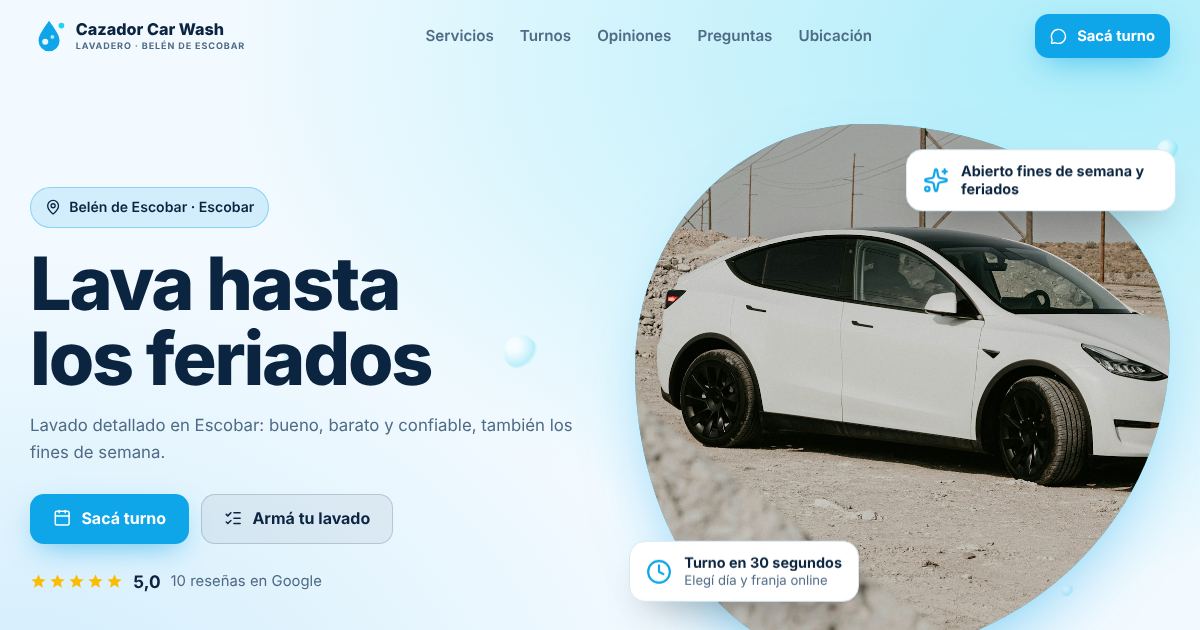 Cazador Car Wash
LAVADERO · BELÉN DE ESCOBAR
Servicios
Turnos
Opiniones
Preguntas
Ubicación
Sacá turno
Abierto fines de semana y
feriados
Belén de Escobar · Escobar
Lava hasta
los feriados
Lavado detallado en Escobar: bueno, barato y confiable, también los
fines de semana.
Sacá turno
Armá tu lavado
5,0
10 reseñas en Google
Turno en 30 segundos
Elegí día y franja online